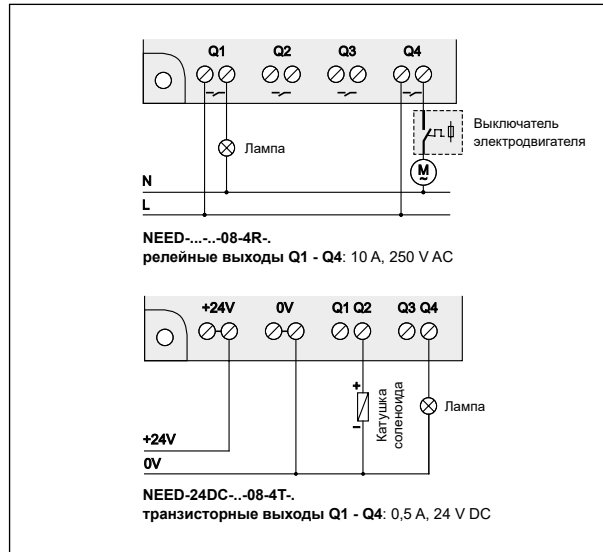 Q1 Q2 Q3 Q4
Выключатель
электродвигателя
Лампа
M
~
N
L
NEED-...-..-08-4R-.
релейные выходы Q1 - Q4: 10 A, 250 V AC
+24V 0V Q1 Q2 Q3 Q4
+
–
Катушка
соленоида
Лампа
+24V
0V
NEED-24DC-..-08-4T-.
транзисторные выходы Q1 - Q4: 0,5 A, 24 V DC